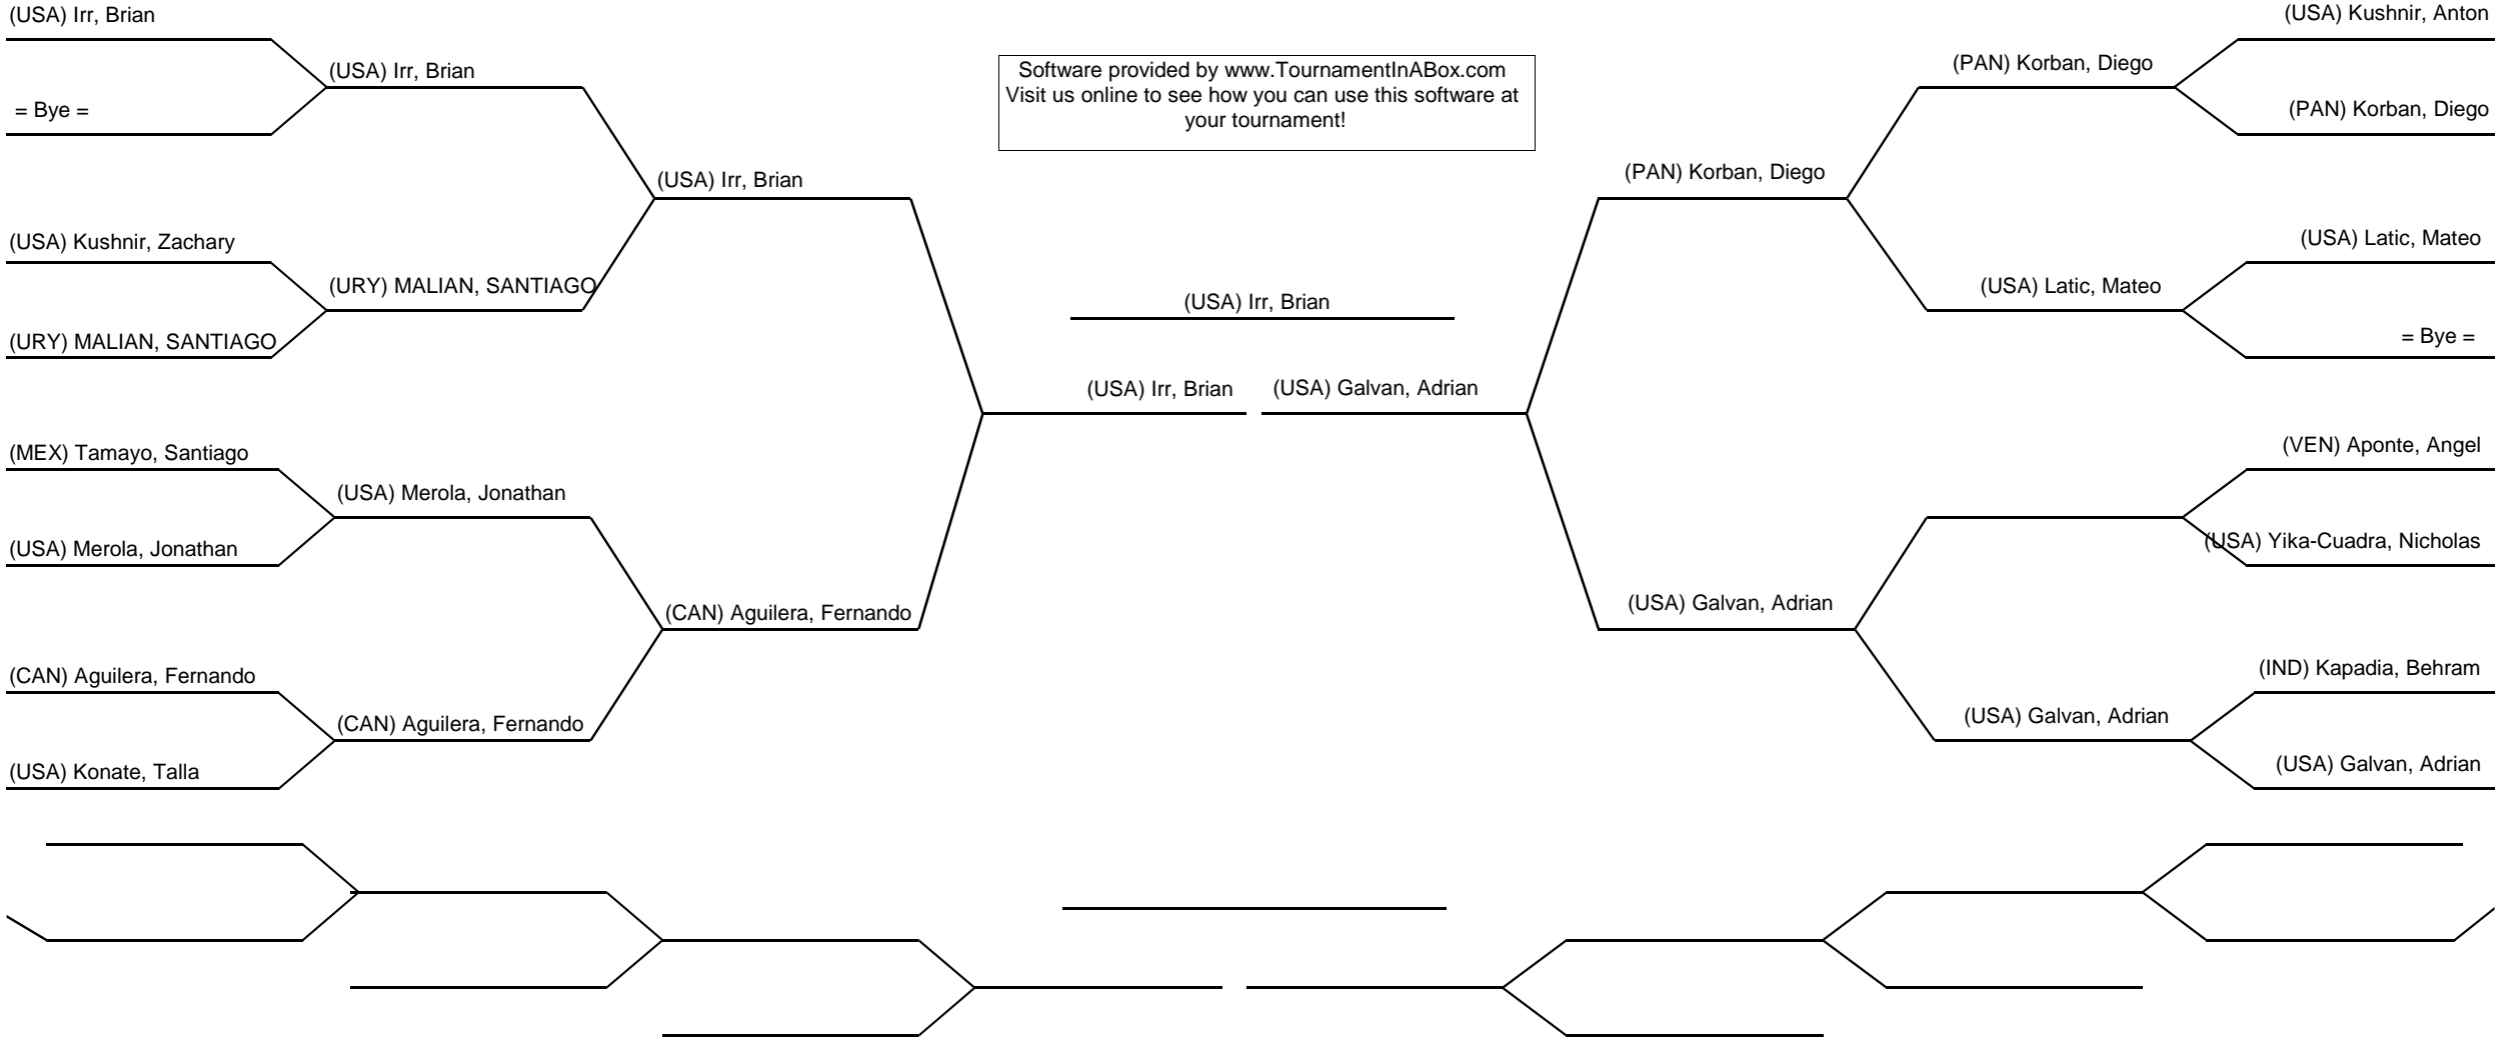 (USA) Irr, Brian
= Bye =
(USA) Kushnir, Zachary
(URY) MALIAN, SANTIAGO
(MEX) Tamayo, Santiago
(USA) Merola, Jonathan
(CAN) Aguilera, Fernando
(USA) Konate, Talla
(USA) Irr, Brian
(URY) MALIAN, SANTIAGO
(USA) Merola, Jonathan
(CAN) Aguilera, Fernando
(USA) Irr, Brian
(CAN) Aguilera, Fernando
Software provided by www.TournamentInABox.com
Visit us online to see how you can use this software at
your tournament!
(USA) Irr, Brian
(USA) Irr, Brian
(USA) Galvan, Adrian
(PAN) Korban, Diego
(USA) Galvan, Adrian
(PAN) Korban, Diego
(USA) Latic, Mateo
(USA) Galvan, Adrian
(USA) Kushnir, Anton
(PAN) Korban, Diego
(USA) Latic, Mateo
= Bye =
(VEN) Aponte, Angel
(USA) Yika-Cuadra, Nicholas
(IND) Kapadia, Behram
(USA) Galvan, Adrian